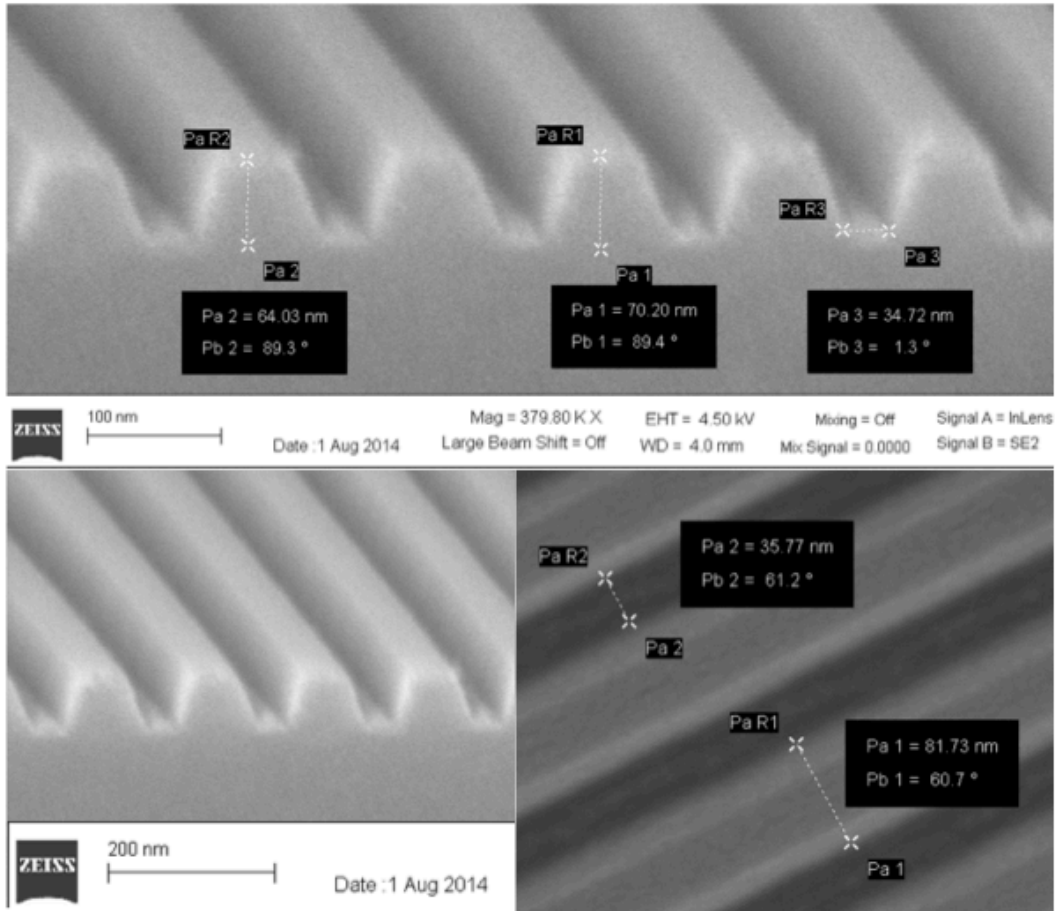 Pa R2
Pa R1
Pa R3
Pa 2
Pa 1
Pa 3
Pa 2 = 64.03 nm
Pb 2 = 89.3 °
Pa 1 = 70.20 nm
Pb 1 = 89.4 °
Pa 3 = 34.72 nm
Pb 3 = 1.3 °
ZEISS
100 nm
Date :1 Aug 2014
Mag = 379.80 K X
Large Beam Shift = Off
EHT = 4.50 kV
WD = 4.0 mm
Mixing = Off
Mix Signal = 0.0000
Signal A = InLens
Signal B = SE2
ZEISS
200 nm
Date :1 Aug 2014
Pa R2
Pa 2
Pa 2 = 35.77 nm
Pb 2 = 61.2 °
Pa R1
Pa 1
Pa 1 = 81.73 nm
Pb 1 = 60.7 °